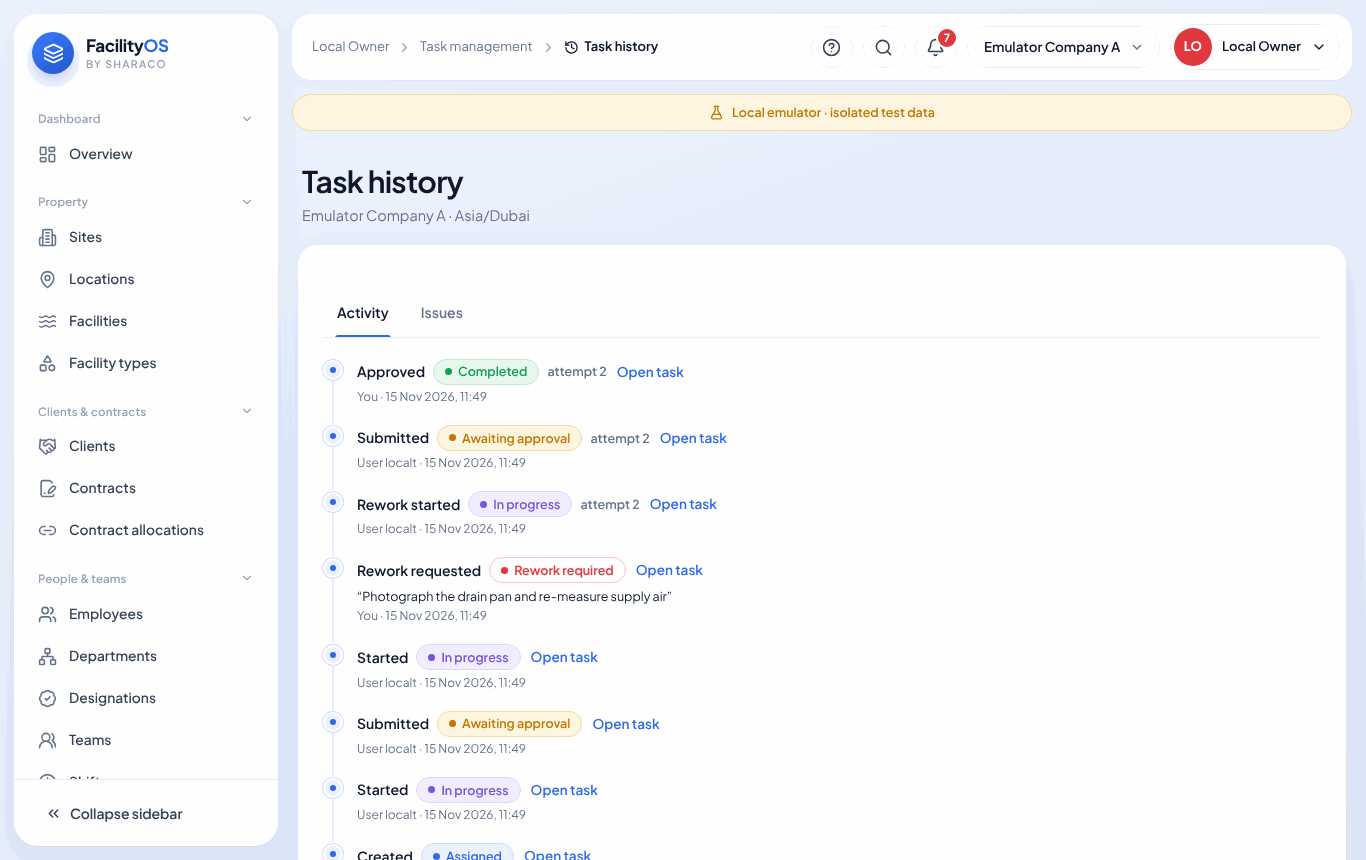 FacilityOS
BY SHARACO
Dashboard
Overview
Property
Sites
Locations
Facilities
Facility types
Clients & contracts
Clients
Contracts
Contract allocations
People & teams
Employees
Departments
Designations
Teams
Collapse sidebar
Local Owner > Task management > Task history
7
Emulator Company A
LO
Local Owner
Local emulator · isolated test data
Task history
Emulator Company A · Asia/Dubai
Activity Issues
Approved Completed attempt 2 Open task
You · 15 Nov 2026, 11:49
Submitted Awaiting approval attempt 2 Open task
User localt · 15 Nov 2026, 11:49
Rework started In progress attempt 2 Open task
User localt · 15 Nov 2026, 11:49
Rework requested Rework required Open task
“Photograph the drain pan and re-measure supply air”
You · 15 Nov 2026, 11:49
Started In progress Open task
User localt · 15 Nov 2026, 11:49
Submitted Awaiting approval Open task
User localt · 15 Nov 2026, 11:49
Started In progress Open task
User localt · 15 Nov 2026, 11:49
Created Assigned Open task